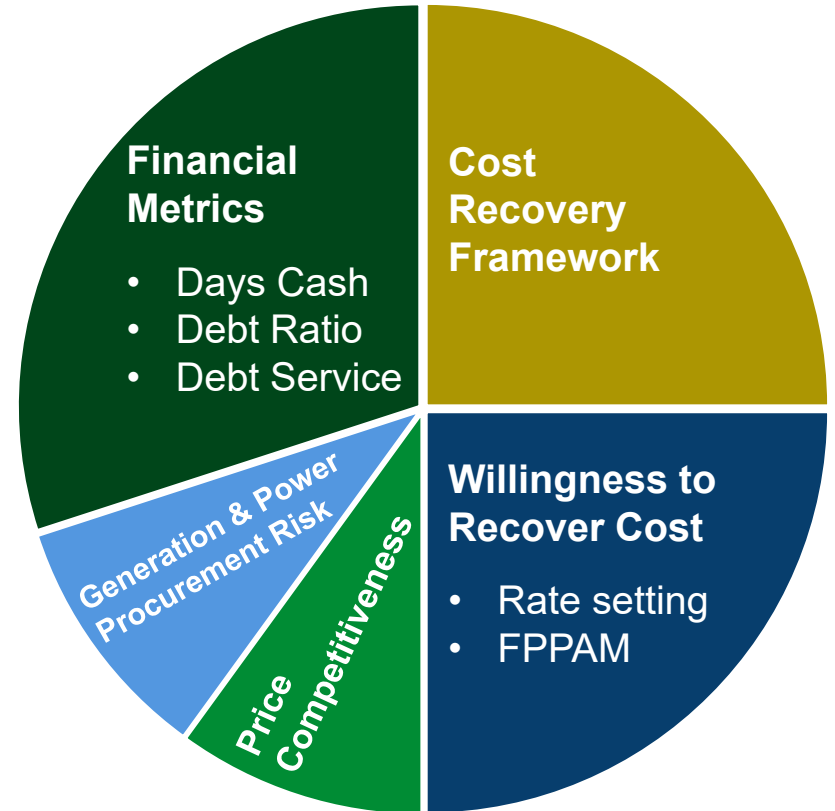 Financial
Metrics
• Days Cash
• Debt Ratio
• Debt Service
Cost
Recovery
Framework
Generation & Power
Procurement Risk
Price
Competitiveness
Willingness to
Recover Cost
• Rate setting
• FPPAM